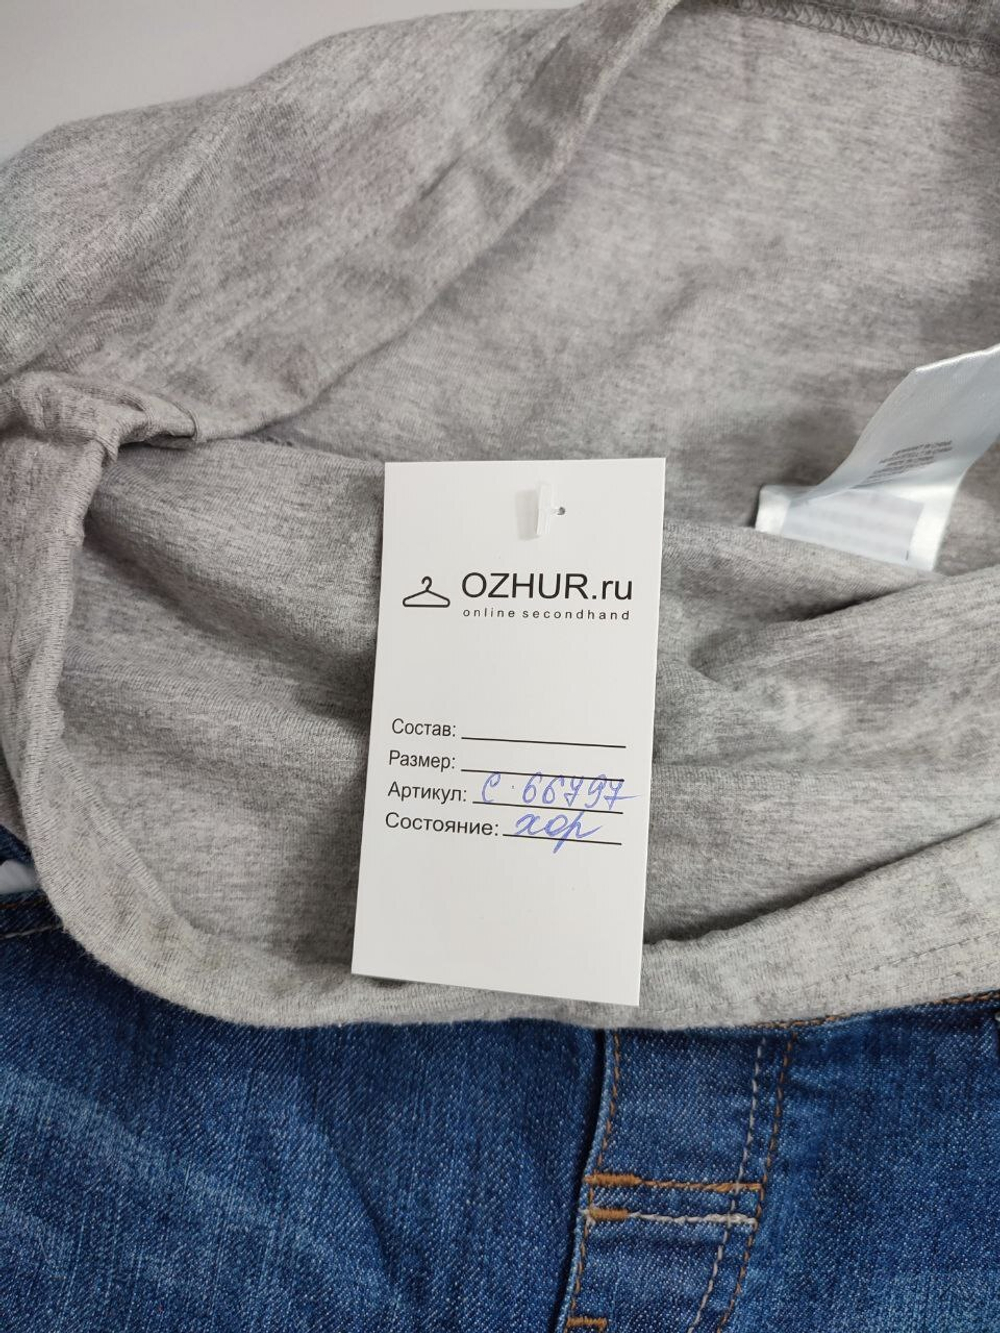 OZHUR.ru
online secondhand
Состав:
Размер:
Артикул: С·66797
Состояние: хор